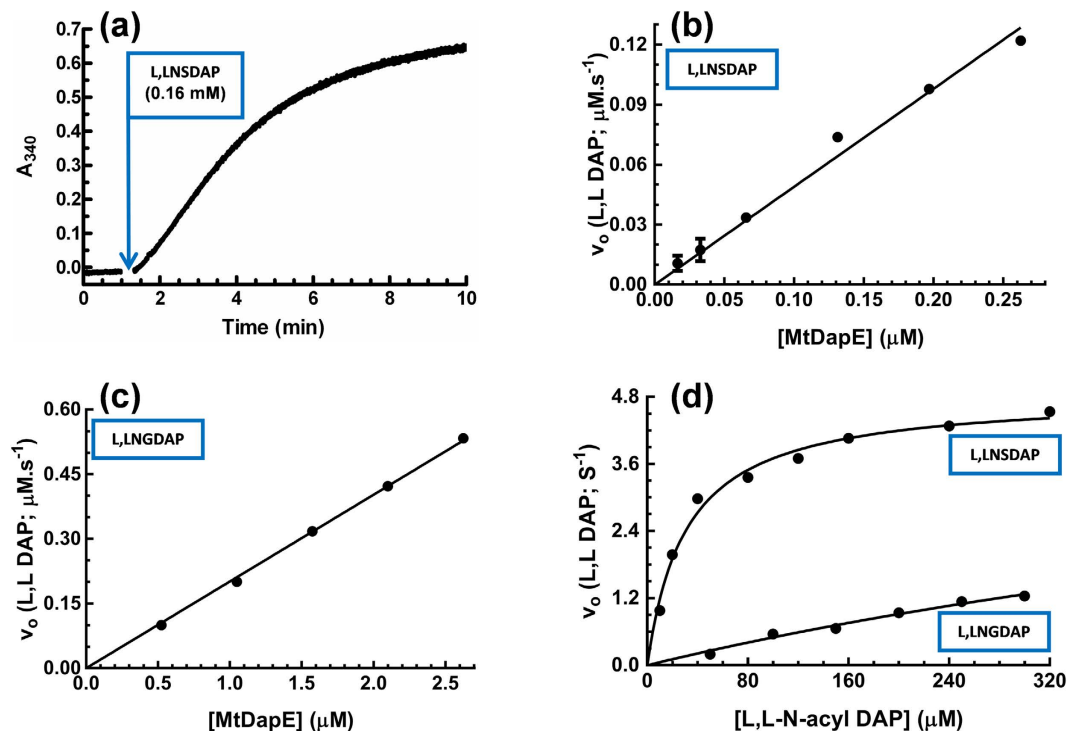 (a)
0.7
0.6
0.5
0.4
0.3
0.2
0.1
0.0
A340
L,LNSDAP
(0.16 mM)
0 2 4 6 8 10
Time (min)
(b)
0.12
0.09
0.06
0.03
0.00
vo (L,L DAP; μM.s-1)
L,LNSDAP
0.00 0.05 0.10 0.15 0.20 0.25
[MtDapE] (μM)
(c)
0.60
0.45
0.30
0.15
0.00
vo (L,L DAP; μM.s-1)
L,LNGDAP
0.0 0.5 1.0 1.5 2.0 2.5
[MtDapE] (μM)
(d)
4.8
3.6
2.4
1.2
0.0
vo (L,L DAP; S-1)
L,LNSDAP
L,LNGDAP
0 80 160 240 320
[L,L-N-acyl DAP] (μM)